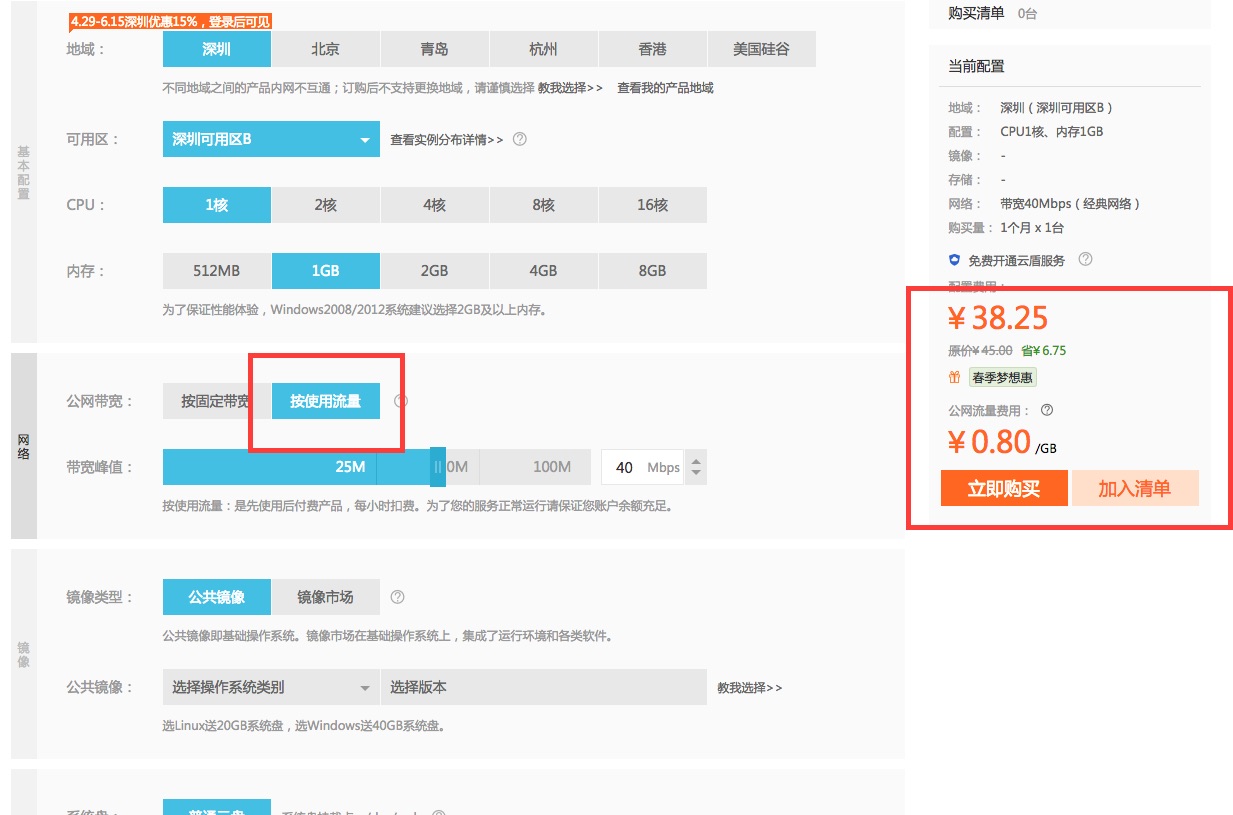 4.29-6.15深圳优惠15%，登录后可见
地域：
深圳 北京 青岛 杭州 香港 美国硅谷
不同地域之间的产品内网不互通；订购后不支持更换地域，请谨慎选择 教我选择>> 查看我的产品地域
可用区：
深圳可用区B
查看实例分布详情>>
基本配置
CPU：
1核 2核 4核 8核 16核
内存：
512MB 1GB 2GB 4GB 8GB
为了保证性能体验，Windows2008/2012系统建议选择2GB及以上内存。
网络
公网带宽：
按固定带宽 按使用流量
带宽峰值：
25M 0M 100M
40 Mbps
按使用流量：是先使用后付费产品，每小时扣费。为了您的服务正常运行请保证您账户余额充足。
镜像
镜像类型：
公共镜像 镜像市场
公共镜像即基础操作系统。镜像市场在基础操作系统上，集成了运行环境和各类软件。
公共镜像：
选择操作系统类别 选择版本 教我选择>>
选Linux送20GB系统盘，选Windows送40GB系统盘。
系统盘：
普通云盘
购买清单 0台
当前配置
地域： 深圳（深圳可用区B）
配置： CPU1核、内存1GB
镜像： -
存储： -
网络： 带宽40Mbps（经典网络）
购买量： 1个月 x 1台
免费开通云盾服务
配置费用：
¥38.25
原价¥45.00 省¥6.75
春季梦想惠
公网流量费用：
¥0.80 /GB
立即购买 加入清单